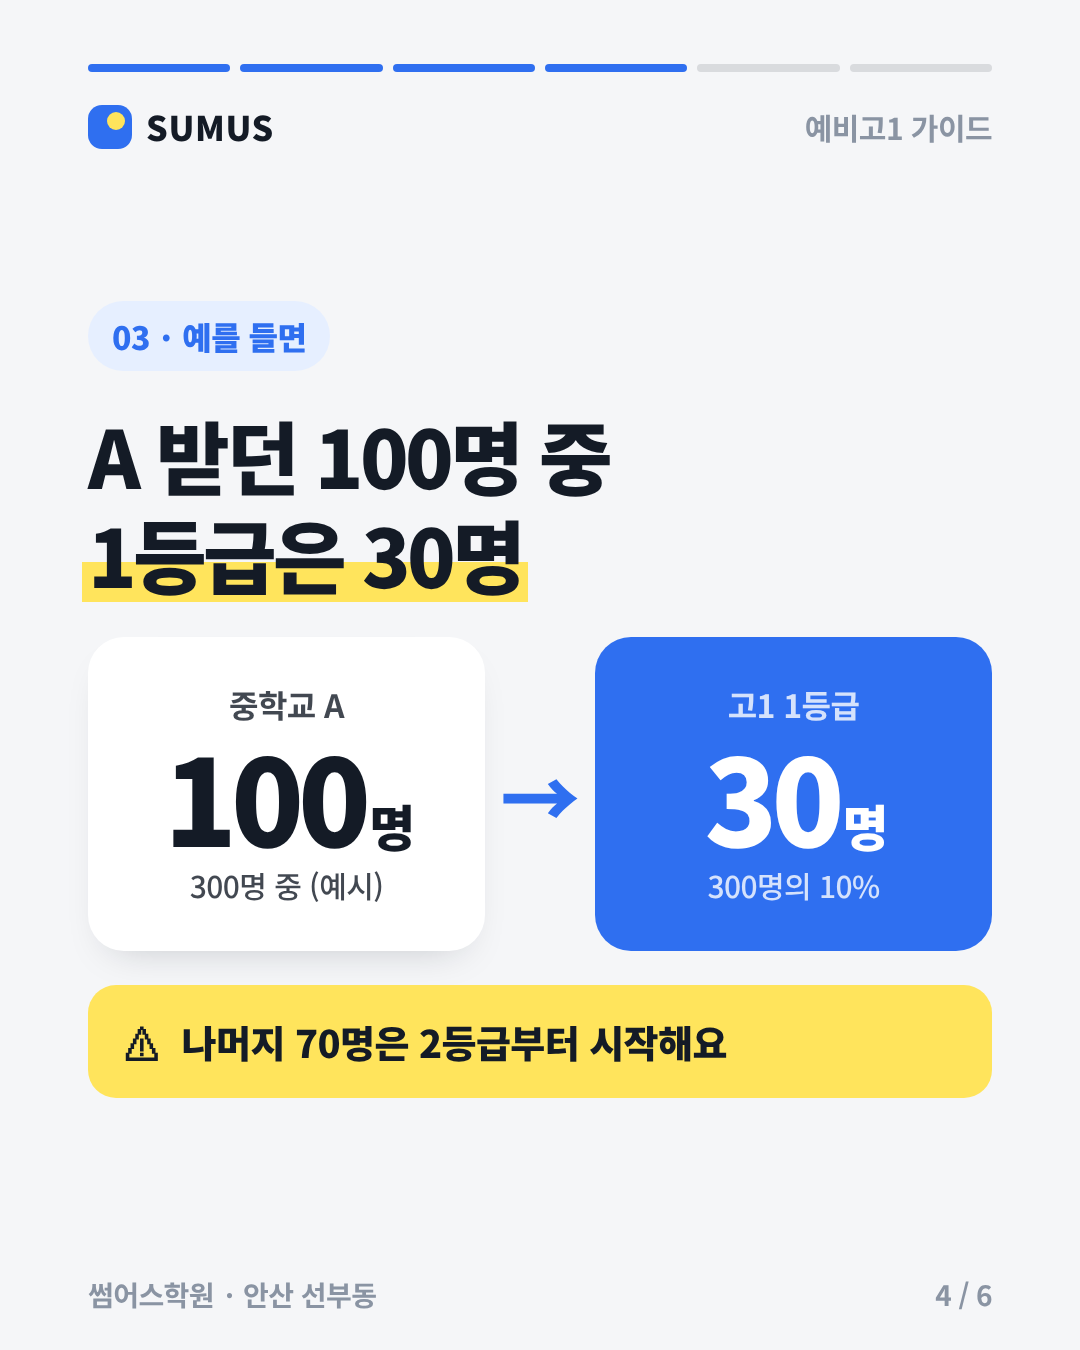 SUMUS
예비고1 가이드
03 · 예를 들면
A 받던 100명 중
1등급은 30명
중학교 A
100명
300명 중 (예시)
→
고1 1등급
30명
300명의 10%
⚠ 나머지 70명은 2등급부터 시작해요
썸어스학원 · 안산 선부동
4 / 6